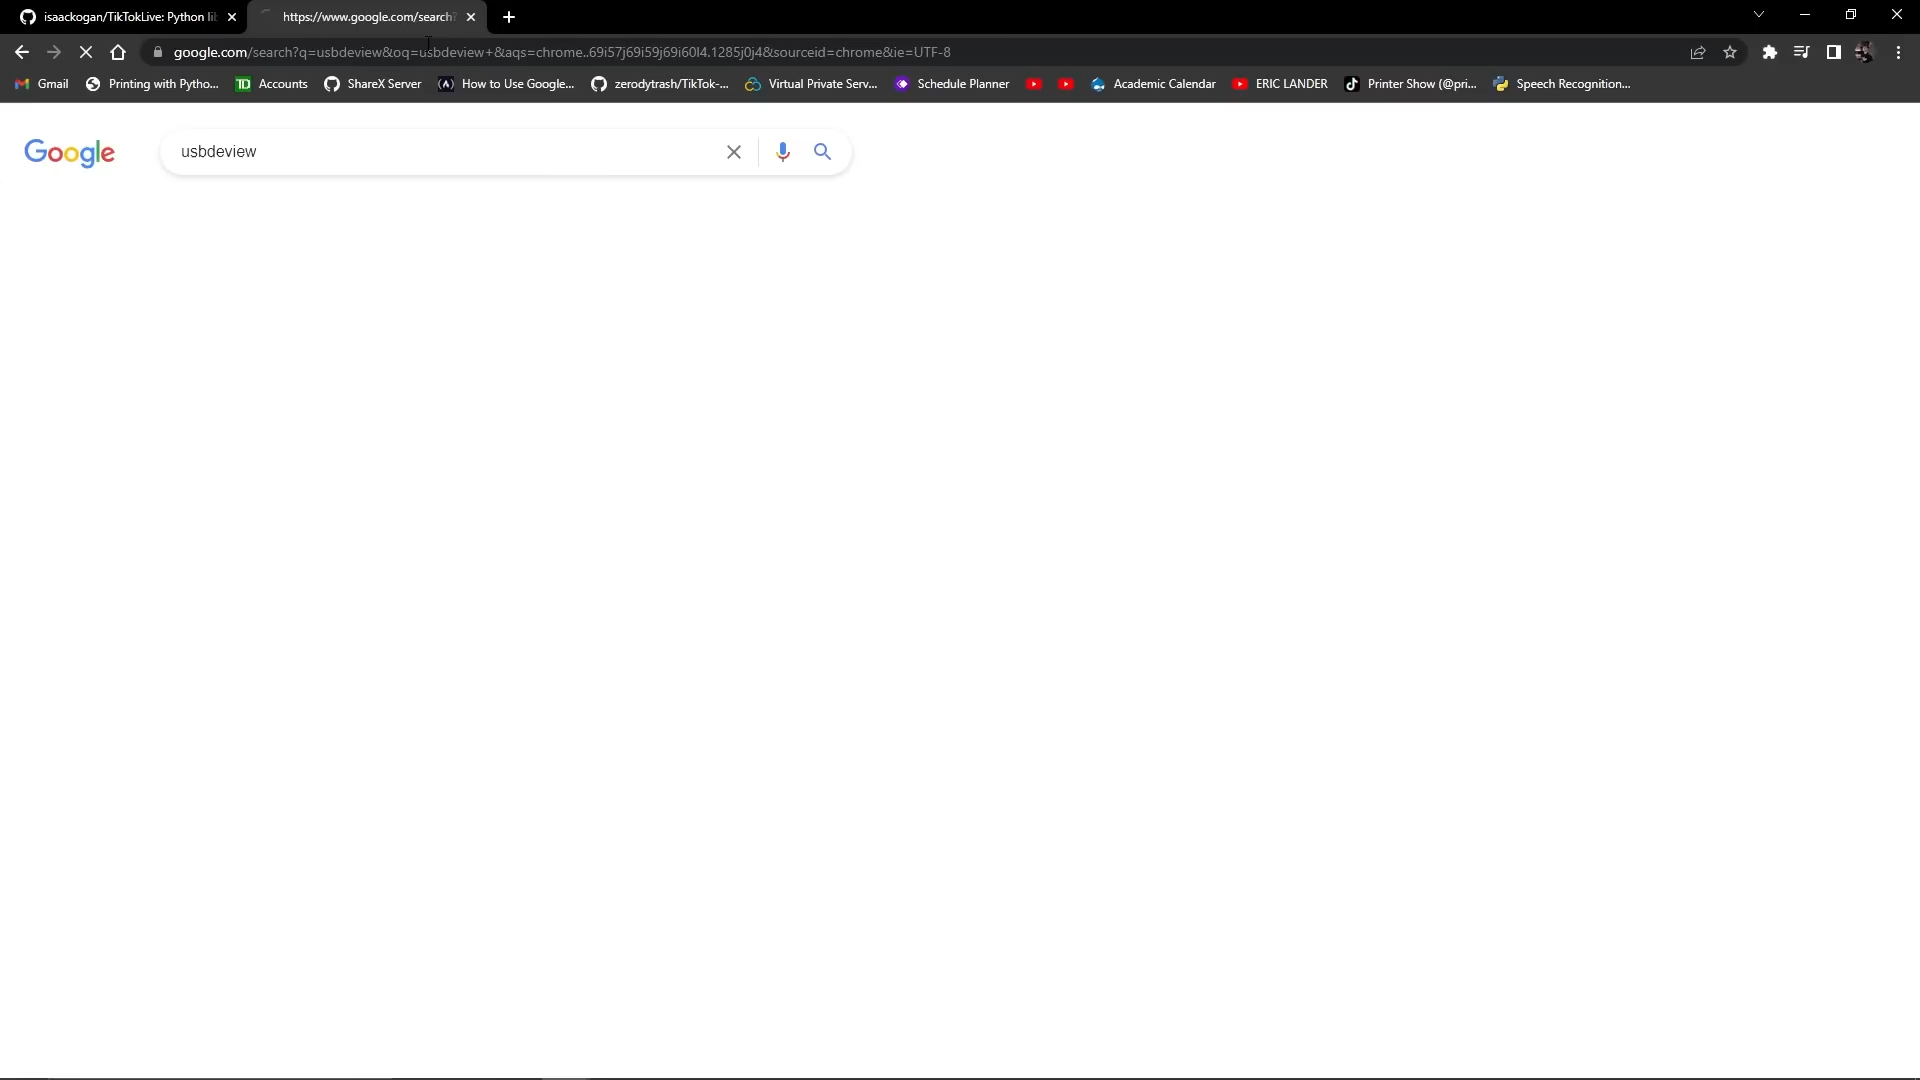 isaackogan/TikTokLive: Python li
https://www.google.com/search?
google.com/search?q=usbdeview&oq=usbdeview+&aqs=chrome..69i57j69i59j69i60l4.1285j0j4&sourceid=chrome&ie=UTF-8
Gmail Printing with Pytho... TD Accounts ShareX Server (A) How to Use Google... zerodytrash/TikTok-... Virtual Private Serv... Schedule Planner Academic Calendar ERIC LANDER Printer Show (@pri... Speech Recognition...
Google usbdeview